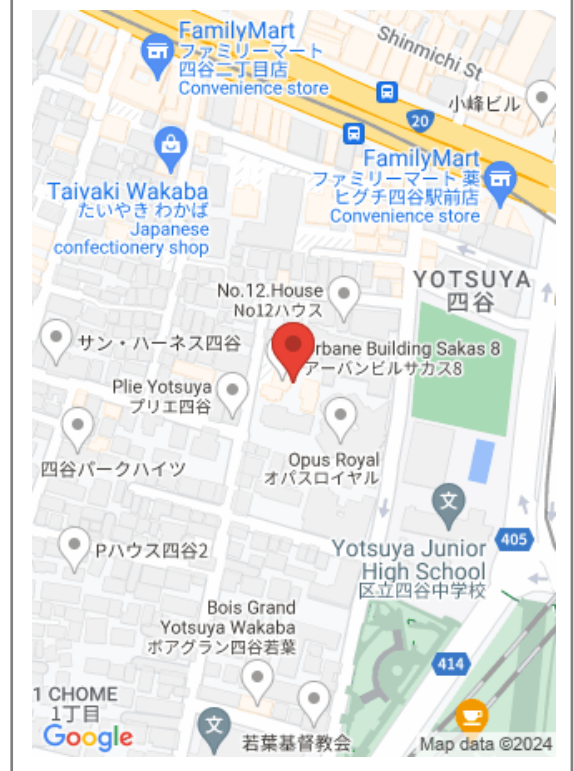 FamilyMart
ファミリーマート
四谷二丁目店
Convenience store
Shinmichi St
小峰ビル
20
FamilyMart
ファミリーマート 薬
ヒグチ四谷駅前店
Convenience store
Taiyaki Wakaba
たいやき わかば
Japanese
confectionery shop
YOTSUYA
四谷
No.12.House
No12ハウス
サン・ハーネス四谷
rbane Building Sakas 8
アーバンビルサカス8
Plie Yotsuya
プリエ四谷
四谷パークハイツ
Opus Royal
オパスロイヤル
文
Pハウス四谷2
Yotsuya Junior
High School
区立四谷中学校
405
Bois Grand
Yotsuya Wakaba
ボアグラン四谷若葉
414
1 CHOME
1丁目
文
若葉基督教会
Google
Map data ©2024